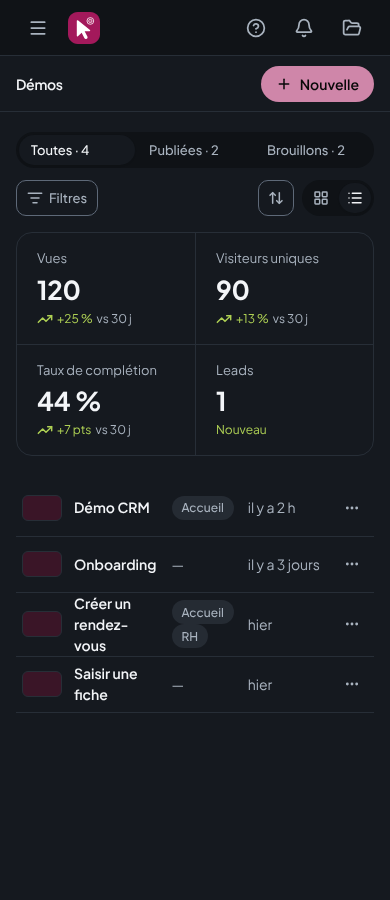 Démos
Nouvelle
Toutes · 4
Publiées · 2
Brouillons · 2
Filtres
Vues
120
+25 % vs 30 j
Visiteurs uniques
90
+13 % vs 30 j
Taux de complétion
44 %
+7 pts vs 30 j
Leads
1
Nouveau
Démo CRM
Accueil
il y a 2 h
Onboarding
—
il y a 3 jours
Créer un
rendez-
vous
Accueil
RH
hier
Saisir une
fiche
—
hier